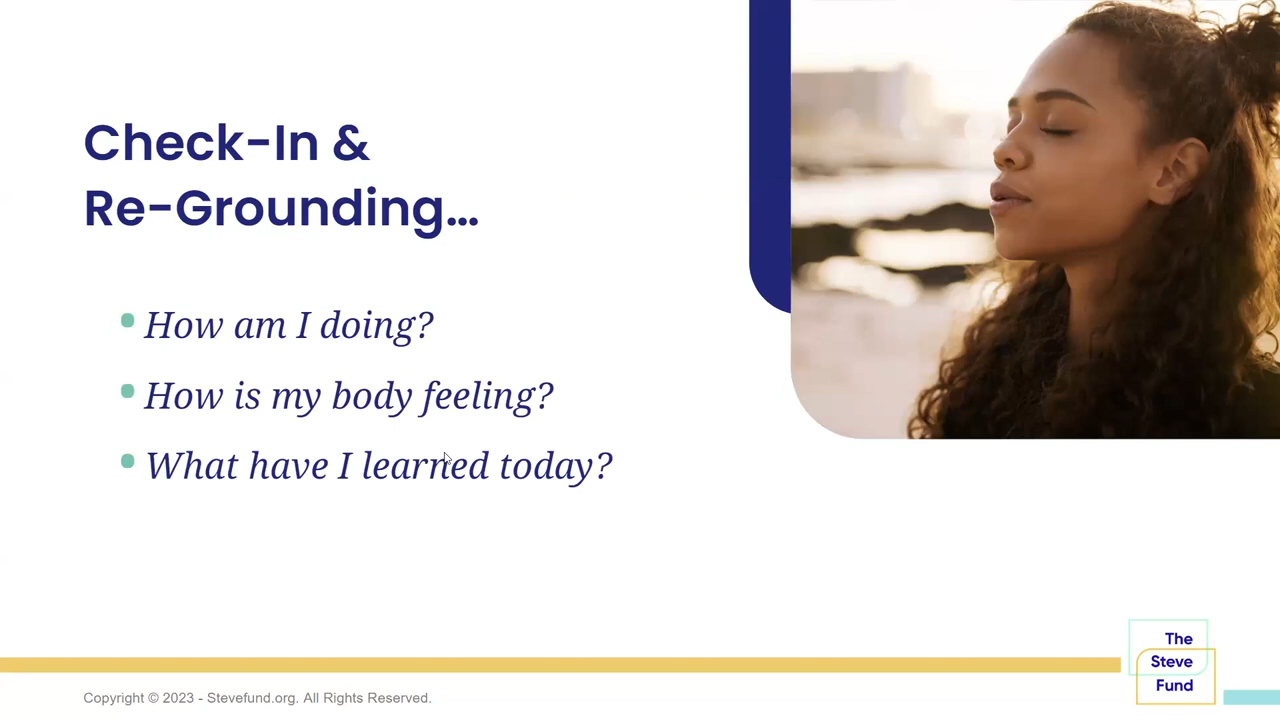 Check-In &
Re-Grounding...
• How am I doing?
• How is my body feeling?
• What have I learned today?
The
Steve
Fund
Copyright © 2023 - Stevefund.org. All Rights Reserved.